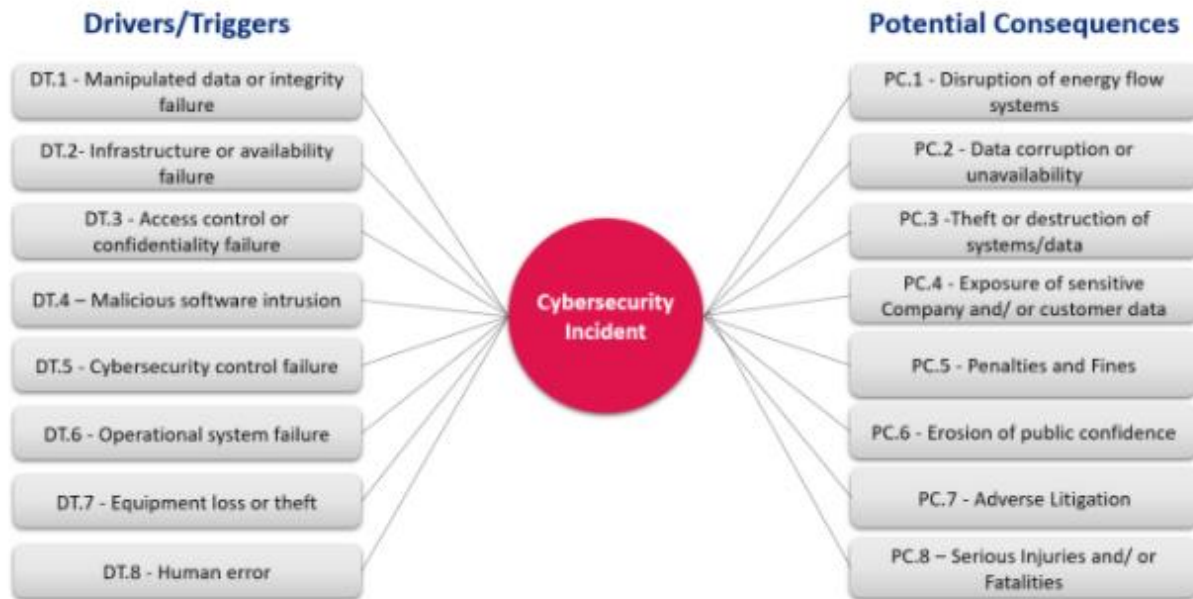 Drivers/Triggers
DT.1 - Manipulated data or integrity
failure
DT.2- Infrastructure or availability
failure
DT.3 - Access control or
confidentiality failure
DT.4 – Malicious software intrusion
DT.5 - Cybersecurity control failure
DT.6 - Operational system failure
DT.7 - Equipment loss or theft
DT.8 - Human error
Cybersecurity
Incident
Potential Consequences
PC.1 - Disruption of energy flow
systems
PC.2 - Data corruption or
unavailability
PC.3 -Theft or destruction of
systems/data
PC.4 - Exposure of sensitive
Company and/ or customer data
PC.5 - Penalties and Fines
PC.6 - Erosion of public confidence
PC.7 - Adverse Litigation
PC.8 – Serious Injuries and/ or
Fatalities